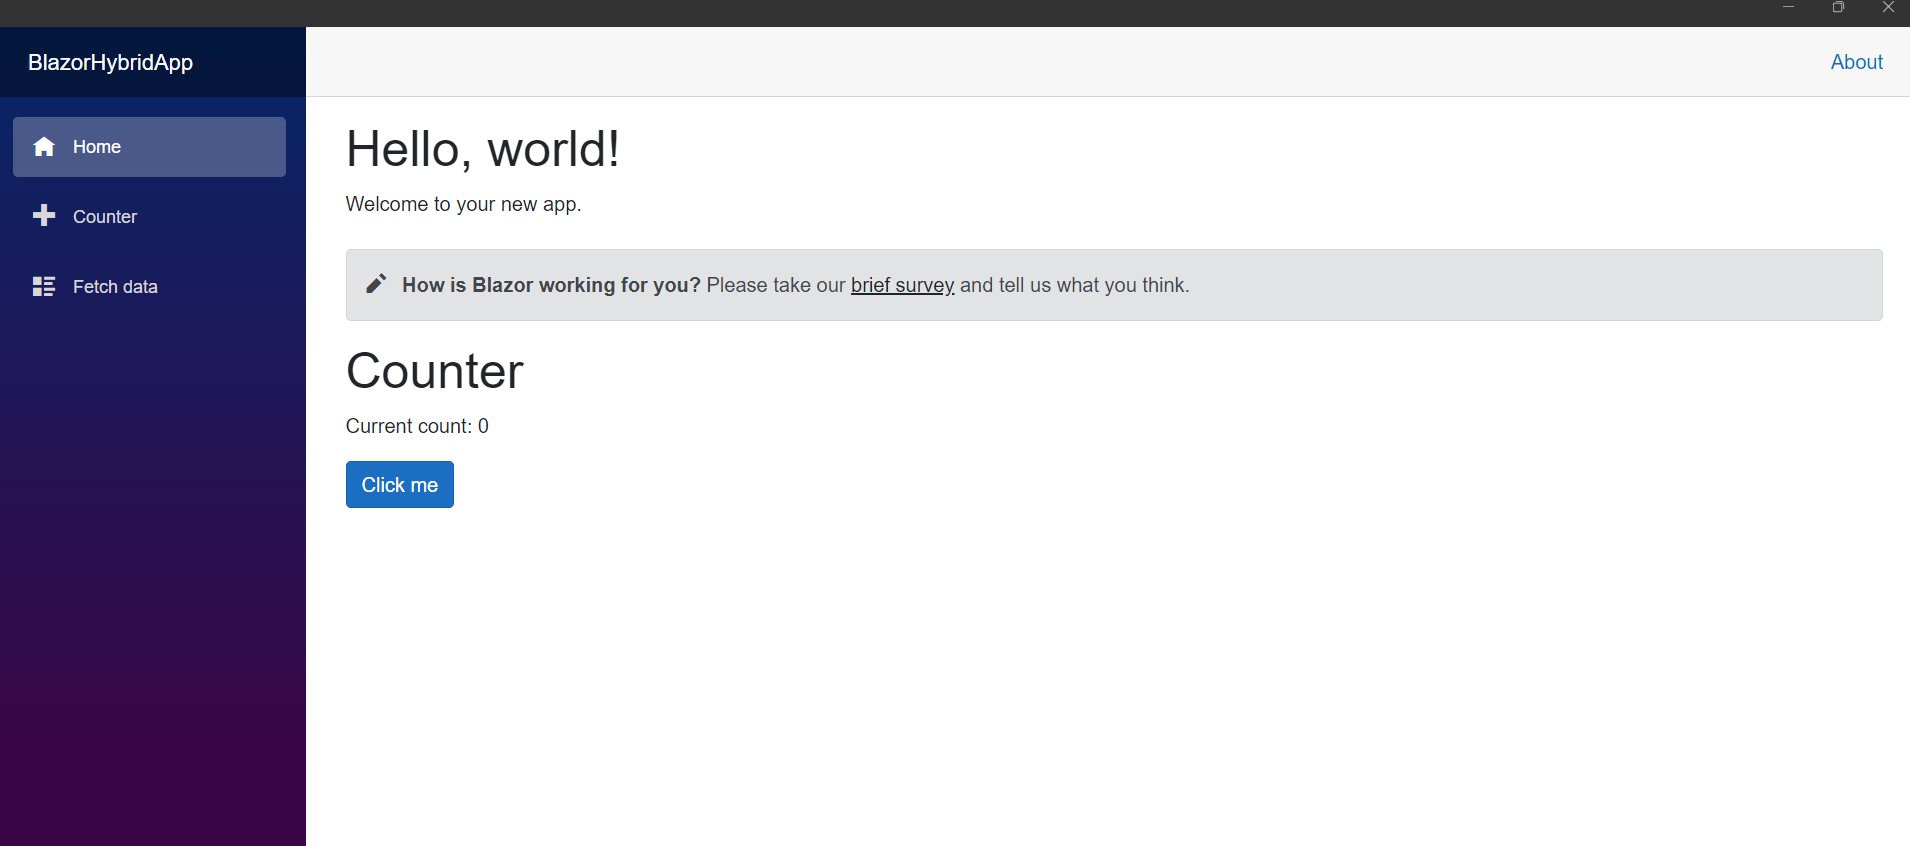 BlazorHybridApp
About
Home
Counter
Fetch data
Hello, world!
Welcome to your new app.
How is Blazor working for you? Please take our brief survey and tell us what you think.
Counter
Current count: 0
Click me